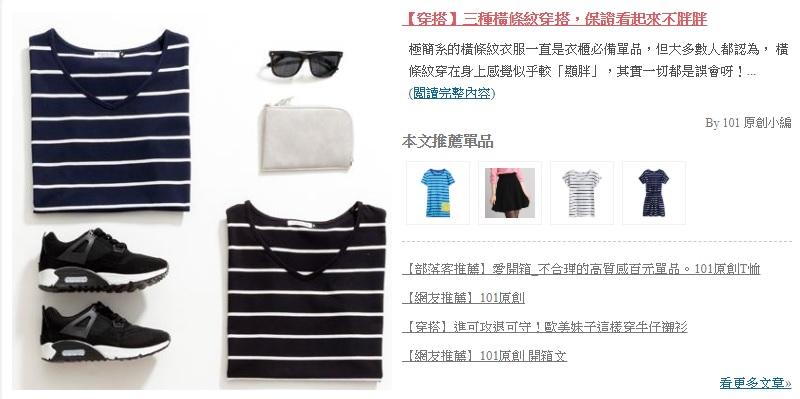 【穿搭】三種橫條紋穿搭，保證看起來不胖胖
極簡系的橫條紋衣服一直是衣櫃必備單品，但大多數人都認為， 橫
條紋穿在身上感覺似乎較「顯胖」，其實一切都是誤會呀！...
(閱讀完整內容)
By 101 原創小編
本文推薦單品
【部落客推薦】愛開箱_不合理的高質感百元單品。101原創T恤
【網友推薦】101原創
【穿搭】進可攻退可守！歐美妹子這樣穿牛仔襯衫
【網友推薦】101原創 開箱文
看更多文章»